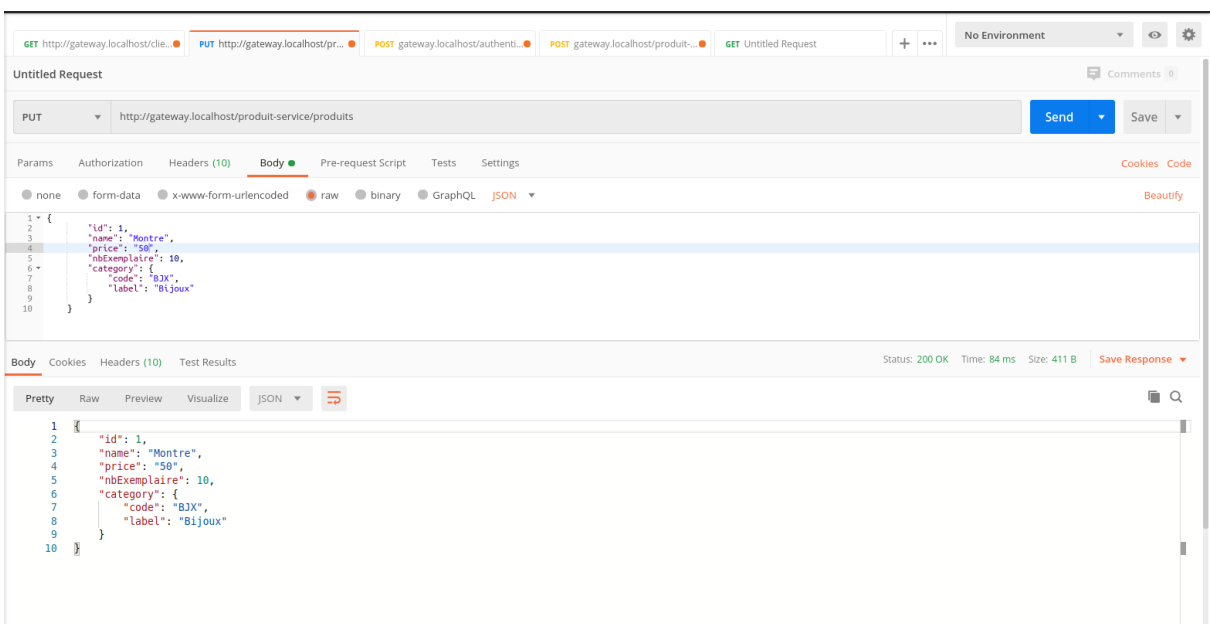 GET http://gateway.localhost/clie... PUT http://gateway.localhost/pr... POST gateway.localhost/authenti... POST gateway.localhost/produit-... GET Untitled Request + ••• No Environment
Untitled Request Comments 0
PUT http://gateway.localhost/produit-service/produits Send Save
Params Authorization Headers (10) Body Pre-request Script Tests Settings Cookies Code
none form-data x-www-form-urlencoded raw binary GraphQL JSON Beautify
1 {
2 "id": 1,
3 "name": "Montre",
4 "price": "50",
5 "nbExemplaire": 10,
6 "category": {
7 "code": "BJX",
8 "label": "Bijoux"
9 }
10 }
Body Cookies Headers (10) Test Results Status: 200 OK Time: 84 ms Size: 411 B Save Response
Pretty Raw Preview Visualize JSON
1 {
2 "id": 1,
3 "name": "Montre",
4 "price": "50",
5 "nbExemplaire": 10,
6 "category": {
7 "code": "BJX",
8 "label": "Bijoux"
9 }
10 }